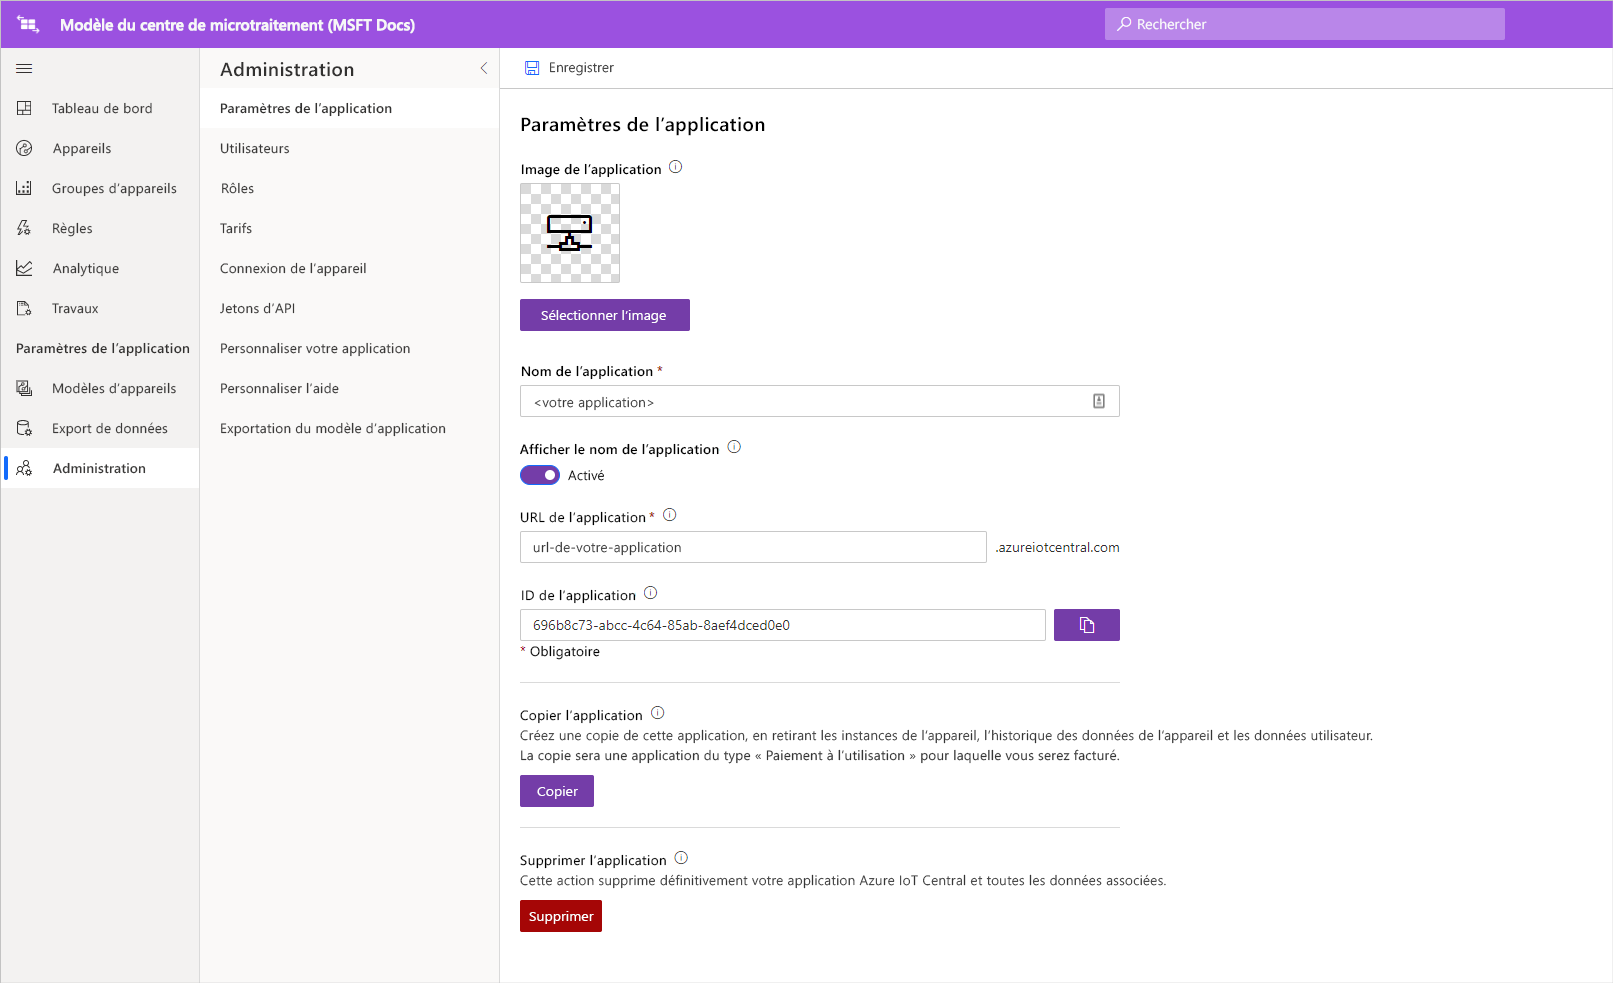 Modèle du centre de microtraitement (MSFT Docs)
Rechercher
Tableau de bord
Appareils
Groupes d'appareils
Règles
Analytique
Travaux
Paramètres de l'application
Modèles d'appareils
Export de données
Administration
Administration
Paramètres de l'application
Utilisateurs
Rôles
Tarifs
Connexion de l'appareil
Jetons d'API
Personnaliser votre application
Personnaliser l'aide
Exportation du modèle d'application
Enregistrer
Paramètres de l'application
Image de l'application
Sélectionner l'image
Nom de l'application *
<votre application>
Afficher le nom de l'application
Activé
URL de l'application *
url-de-votre-application
.azureiotcentral.com
ID de l'application
696b8c73-abcc-4c64-85ab-8aef4dced0e0
* Obligatoire
Copier l'application
Créez une copie de cette application, en retirant les instances de l'appareil, l'historique des données de l'appareil et les données utilisateur.
La copie sera une application du type « Paiement à l'utilisation » pour laquelle vous serez facturé.
Copier
Supprimer l'application
Cette action supprime définitivement votre application Azure IoT Central et toutes les données associées.
Supprimer